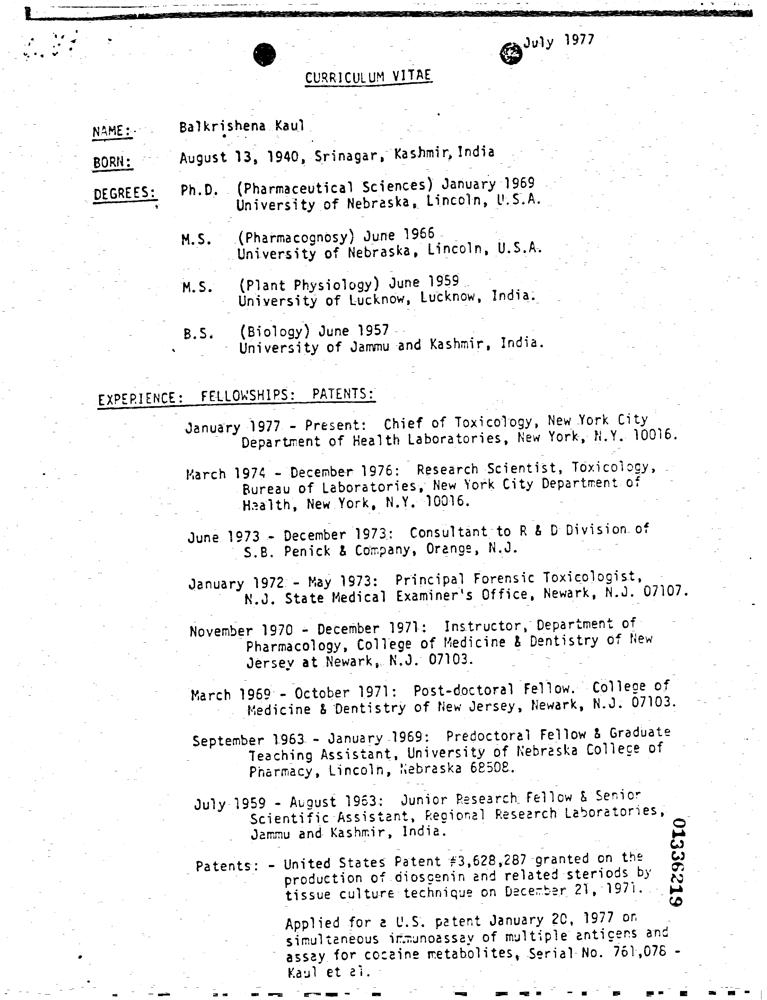 July 1977
CURRICULUM VITAE
NAME: Balkrishena Kaul
BORN: August 13, 1940, Srinagar, Kashmir, India
DEGREES: Ph.D. (Pharmaceutical Sciences) January 1969
University of Nebraska, Lincoln, U.S.A.
M.S. (Pharmacognosy) June 1966
University of Nebraska, Lincoln, U.S.A.
M.S. (Plant Physiology) June 1959
University of Lucknow, Lucknow, India.
B.S. (Biology) June 1957
University of Jammu and Kashmir, India.
EXPERIENCE: FELLOWSHIPS: PATENTS:
January 1977 - Present: Chief of Toxicology, New York City
Department of Health Laboratories, New York, N.Y. 10016.
March 1974 - December 1976: Research Scientist, Toxicology,
Bureau of Laboratories, New York City Department of
Health, New York, N.Y. 10016.
June 1973 - December 1973: Consultant to R & D Division of
S.B. Penick & Company, Orange, N.J.
January 1972 - May 1973: Principal Forensic Toxicologist,
N.J. State Medical Examiner's Office, Newark, N.J. 07107.
November 1970 - December 1971: Instructor, Department of
Pharmacology, College of Medicine & Dentistry of New
Jersey at Newark, N.J. 07103.
March 1969 - October 1971: Post-doctoral Fellow. College of
Medicine & Dentistry of New Jersey, Newark, N.J. 07103.
September 1963 - January 1969: Predoctoral Fellow & Graduate
Teaching Assistant, University of Nebraska College of
Pharmacy, Lincoln, Nebraska 68508.
July 1959 - August 1963: Junior Research Fellow & Senior
Scientific Assistant, Regional Research Laboratories,
Jammu and Kashmir, India.
Patents: - United States Patent #3,628,287 granted on the
production of diosgenin and related steriods by
tissue culture technique on December 21, 1971.
Applied for a U.S. patent January 20, 1977 on
simultaneous immunoassay of multiple antigens and
assay for cocaine metabolites, Serial No. 761,078 -
Kaul et al.
01336219